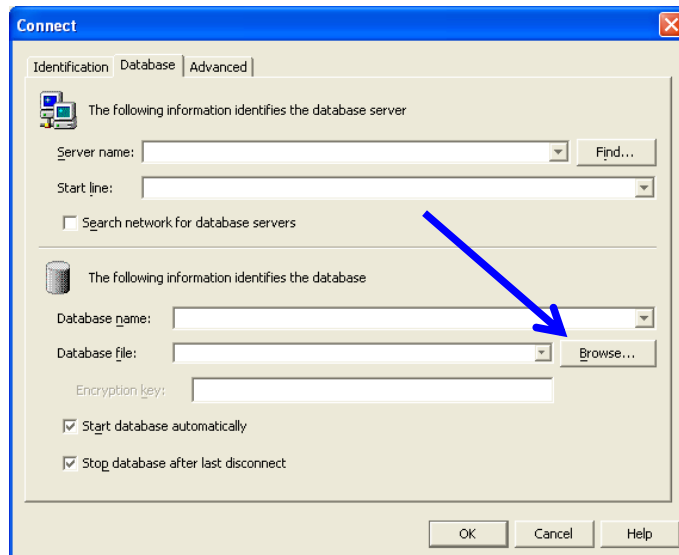 Connect
Identification Database Advanced
The following information identifies the database server
Server name: Find...
Start line:
Search network for database servers
The following information identifies the database
Database name:
Database file: Browse...
Encryption key:
Start database automatically
Stop database after last disconnect
OK Cancel Help